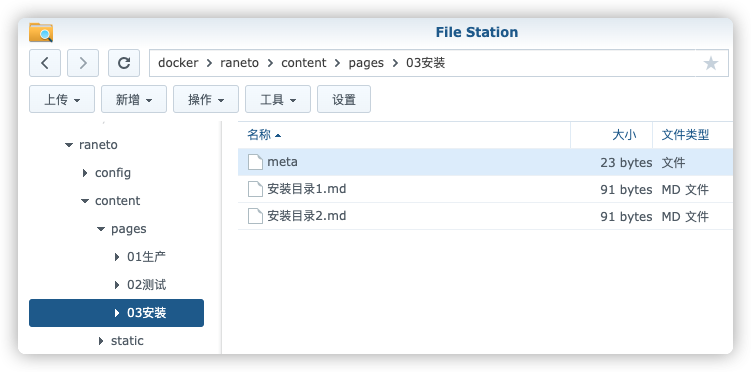 File Station
docker > raneto > content > pages > 03安装
上传 新增 操作 工具 设置
raneto
config
content
pages
01生产
02测试
03安装
static
名称 大小 文件类型
meta 23 bytes 文件
安装目录1.md 91 bytes MD 文件
安装目录2.md 91 bytes MD 文件